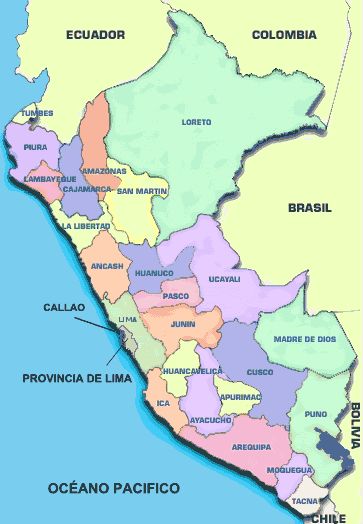 ECUADOR
COLOMBIA
TUMBES
LORETO
PIURA
AMAZONAS
LAMBAYEQUE
CAJAMARCA
SAN MARTIN
BRASIL
LA LIBERTAD
ANCASH
HUANUCO
UCAYALI
PASCO
CALLAO
LIMA
JUNIN
MADRE DE DIOS
PROVINCIA DE LIMA
HUANCAVELICA
CUSCO
ICA
APURIMAC
PUNO
BOLIVIA
AYACUCHO
AREQUIPA
MOQUEGUA
OCÉANO PACIFICO
TACNA
CHILE